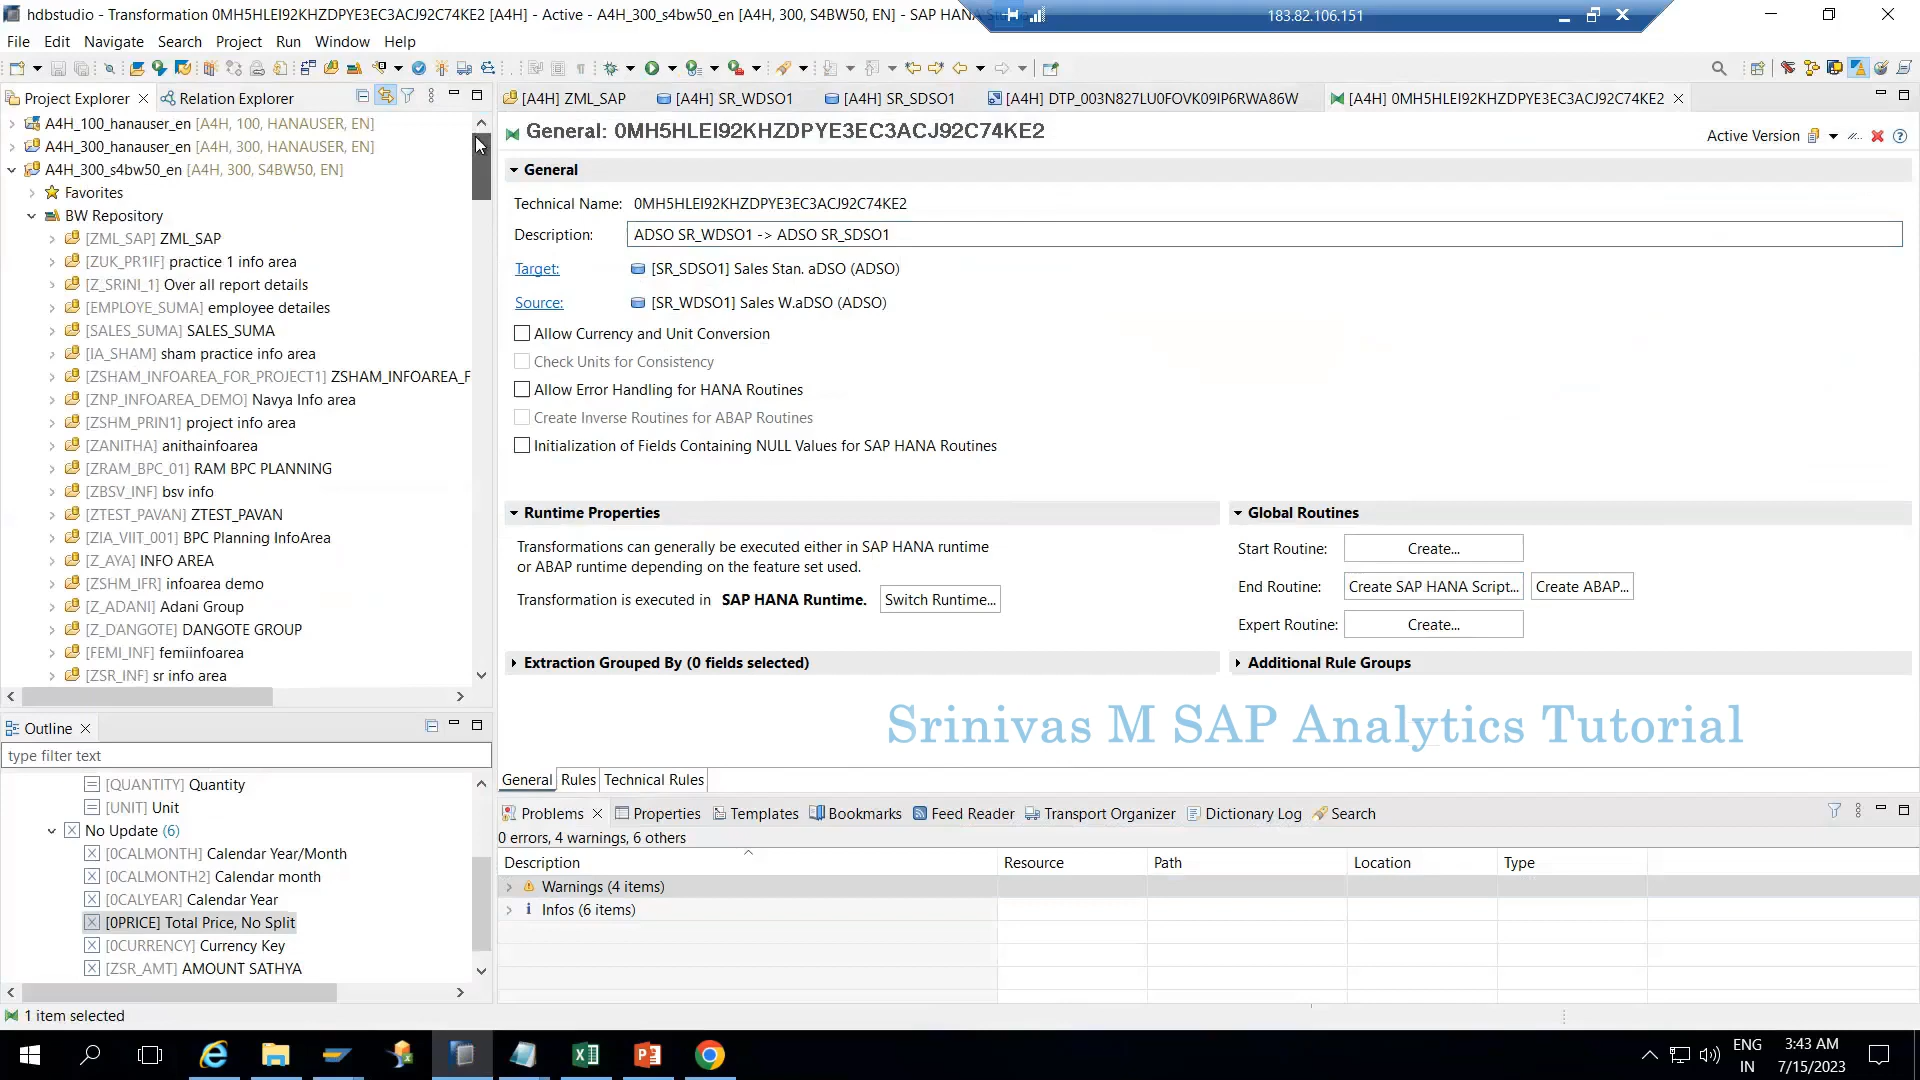 hdbstudio - Transformation 0MH5HLEI92KHZDPYE3EC3ACJ92C74KE2 [A4H] - Active - A4H_300_s4bw50_en [A4H, 300, S4BW50, EN] - SAP HANA
183.82.106.151
File Edit Navigate Search Project Run Window Help
Project Explorer
Relation Explorer
A4H_100_hanauser_en [A4H, 100, HANAUSER, EN]
A4H_300_hanauser_en [A4H, 300, HANAUSER, EN]
A4H_300_s4bw50_en [A4H, 300, S4BW50, EN]
Favorites
BW Repository
[ZML_SAP] ZML_SAP
[ZUK_PR1IF] practice 1 info area
[Z_SRINI_1] Over all report details
[EMPLOYE_SUMA] employee detailes
[SALES_SUMA] SALES_SUMA
[IA_SHAM] sham practice info area
[ZSHAM_INFOAREA_FOR_PROJECT1] ZSHAM_INFOAREA_F
[ZNP_INFOAREA_DEMO] Navya Info area
[ZSHM_PRIN1] project info area
[ZANITHA] anithainfoarea
[ZRAM_BPC_01] RAM BPC PLANNING
[ZBSV_INF] bsv info
[ZTEST_PAVAN] ZTEST_PAVAN
[ZIA_VIIT_001] BPC Planning InfoArea
[Z_AYA] INFO AREA
[ZSHM_IFR] infoarea demo
[Z_ADANI] Adani Group
[Z_DANGOTE] DANGOTE GROUP
[FEMI_INF] femiinfoarea
[ZSR_INF] sr info area
Outline
type filter text
[QUANTITY] Quantity
[UNIT] Unit
No Update (6)
[0CALMONTH] Calendar Year/Month
[0CALMONTH2] Calendar month
[0CALYEAR] Calendar Year
[0PRICE] Total Price, No Split
[0CURRENCY] Currency Key
[ZSR_AMT] AMOUNT SATHYA
1 item selected
[A4H] ZML_SAP
[A4H] SR_WDSO1
[A4H] SR_SDSO1
[A4H] DTP_003N827LU0FOVK09IP6RWA86W
[A4H] 0MH5HLEI92KHZDPYE3EC3ACJ92C74KE2
General: 0MH5HLEI92KHZDPYE3EC3ACJ92C74KE2
Active Version
General
Technical Name: 0MH5HLEI92KHZDPYE3EC3ACJ92C74KE2
Description: ADSO SR_WDSO1 -> ADSO SR_SDSO1
Target: [SR_SDSO1] Sales Stan. aDSO (ADSO)
Source: [SR_WDSO1] Sales W.aDSO (ADSO)
Allow Currency and Unit Conversion
Check Units for Consistency
Allow Error Handling for HANA Routines
Create Inverse Routines for ABAP Routines
Initialization of Fields Containing NULL Values for SAP HANA Routines
Runtime Properties
Transformations can generally be executed either in SAP HANA runtime
or ABAP runtime depending on the feature set used.
Transformation is executed in SAP HANA Runtime. Switch Runtime...
Global Routines
Start Routine: Create...
End Routine: Create SAP HANA Script... Create ABAP...
Expert Routine: Create...
Extraction Grouped By (0 fields selected)
Additional Rule Groups
Srinivas M SAP Analytics Tutorial
General Rules Technical Rules
Problems Properties Templates Bookmarks Feed Reader Transport Organizer Dictionary Log Search
0 errors, 4 warnings, 6 others
Description Resource Path Location Type
Warnings (4 items)
Infos (6 items)
ENG
IN
3:43 AM
7/15/2023